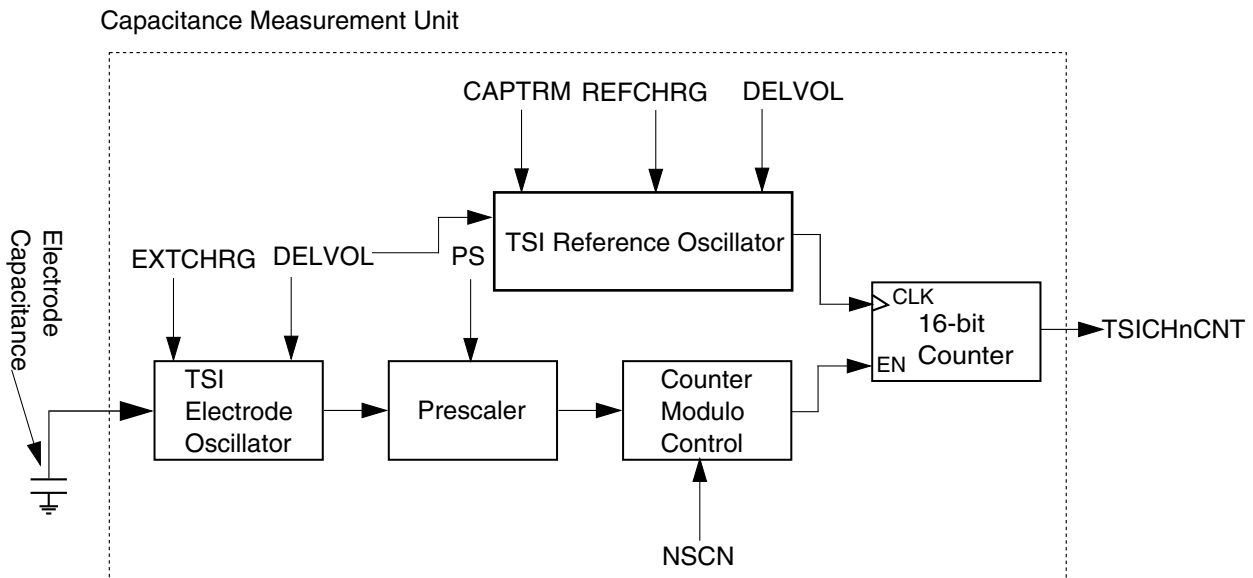 Capacitance Measurement Unit
CAPTRM REFCHRG DELVOL
TSI Reference Oscillator
Electrode
Capacitance
EXTCHRG DELVOL PS
CLK
16-bit
Counter
EN
TSICHnCNT
TSI
Electrode
Oscillator
Prescaler
Counter
Modulo
Control
NSCN